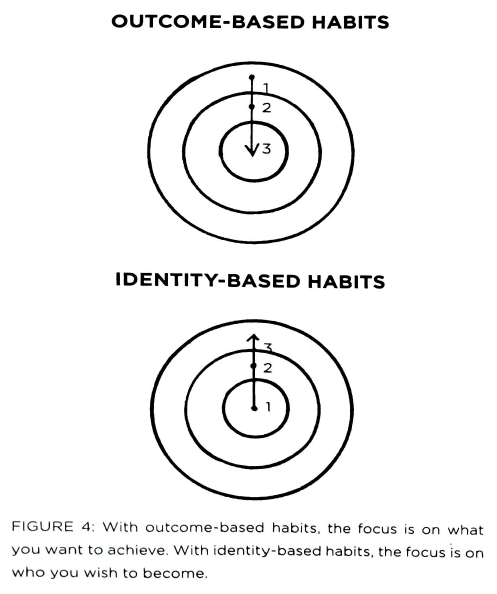 OUTCOME-BASED HABITS
1
2
3
IDENTITY-BASED HABITS
3
2
1
FIGURE 4: With outcome-based habits, the focus is on what
you want to achieve. With identity-based habits, the focus is on
who you wish to become.